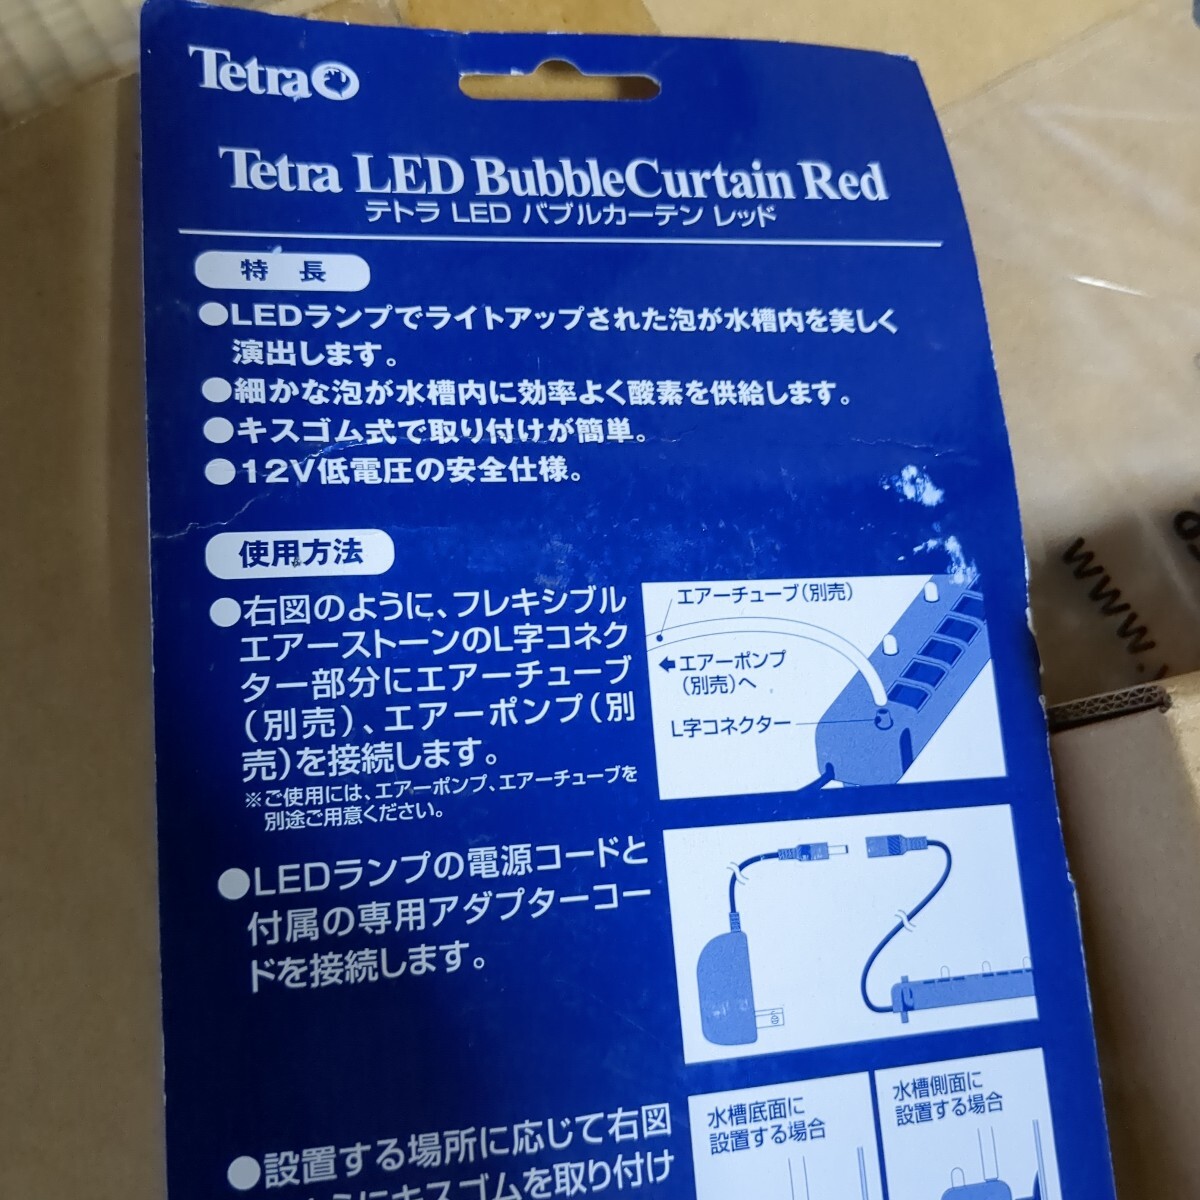 Tetra
Tetra LED BubbleCurtain Red
テトラ LED バブルカーテン レッド
特 長
●LEDランプでライトアップされた泡が水槽内を美しく
演出します。
●細かな泡が水槽内に効率よく酸素を供給します。
●キスゴム式で取り付けが簡単。
●12V低電圧の安全仕様。
使用方法
●右図のように、フレキシブル
エアーストーンのL字コネク
ター部分にエアーチューブ
(別売)、エアーポンプ(別
売)を接続します。
※ご使用には、エアーポンプ、エアーチューブを
別途ご用意ください。
エアーチューブ(別売)
エアーポンプ
(別売)へ
L字コネクター
●LEDランプの電源コードと
付属の専用アダプターコー
ドを接続します。
●設置する場所に応じて右図
のようにキスゴムを取り付け
水槽底面に
設置する場合
水槽側面に
設置する場合
www.